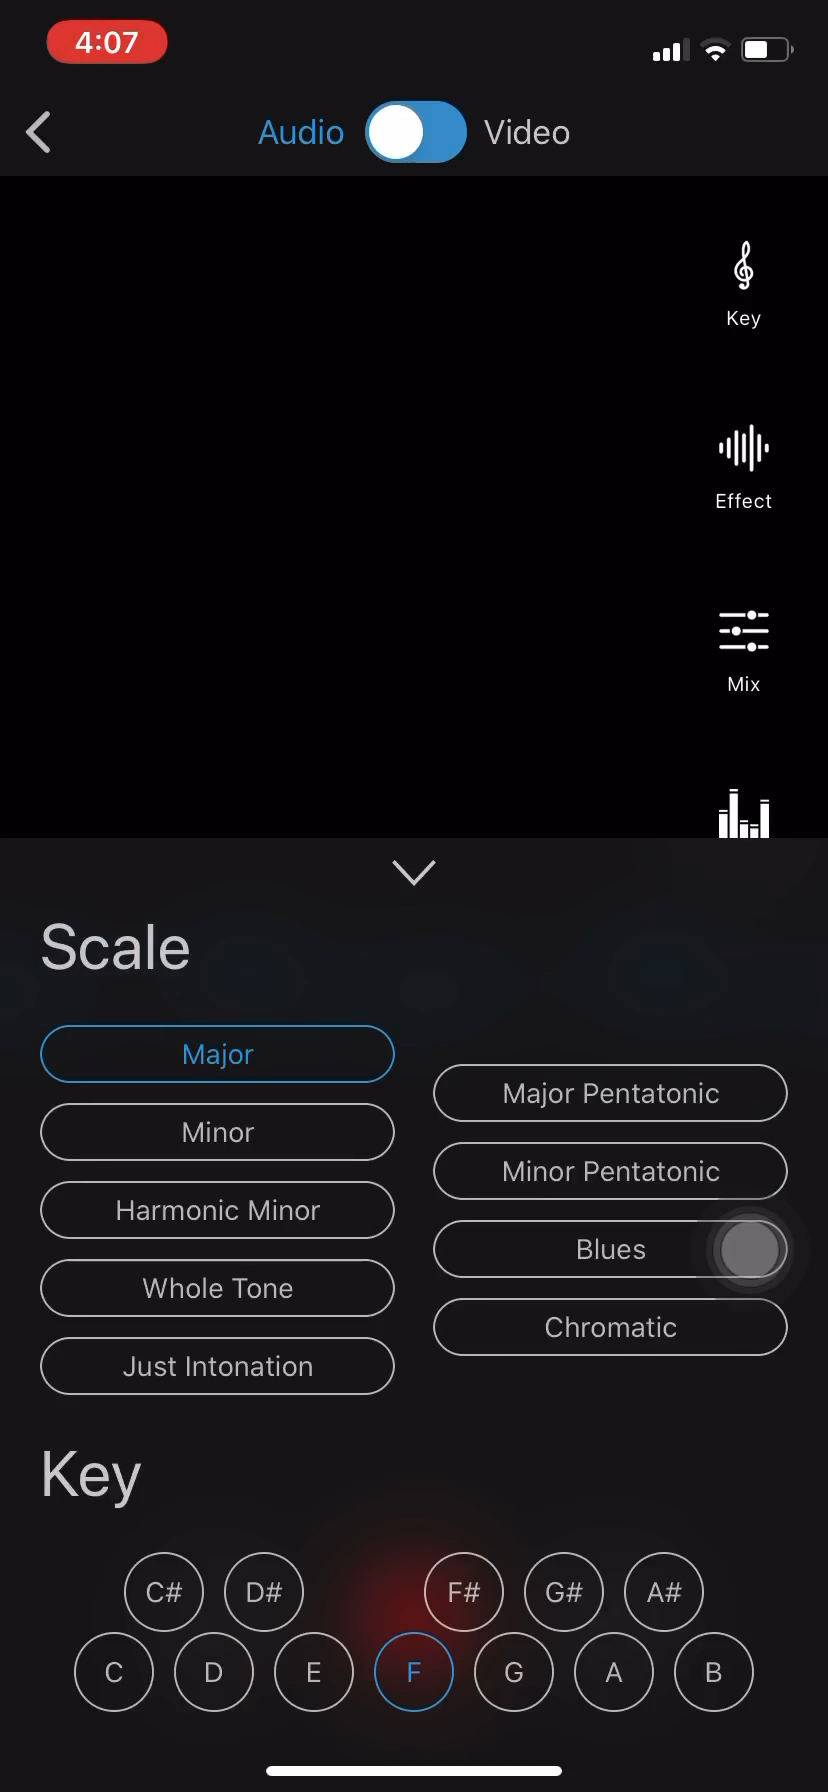 4:07
Audio Video
Key
Effect
Mix
Scale
Major
Major Pentatonic
Minor
Minor Pentatonic
Harmonic Minor
Blues
Whole Tone
Chromatic
Just Intonation
Key
C# D# F# G# A#
C D E F G A B